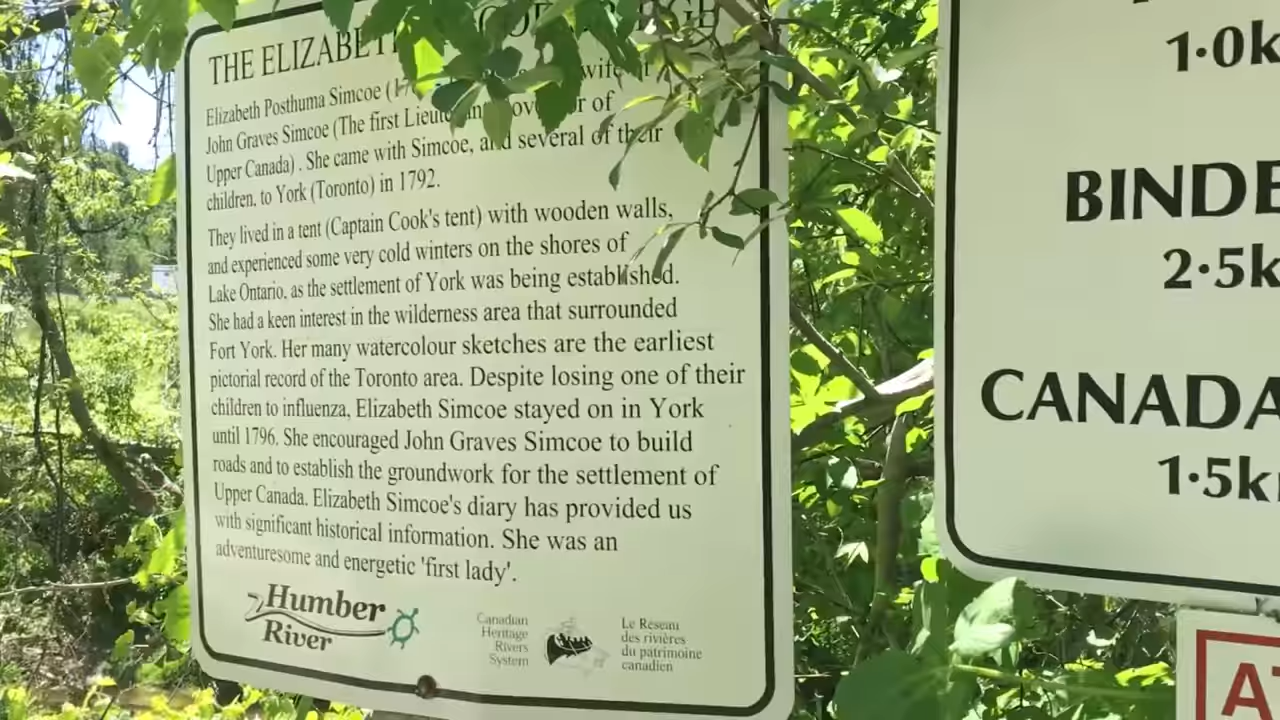 THE ELIZABETH
Elizabeth Posthuma Simcoe (17 wife of
John Graves Simcoe (The first Lieutenant Governor of
Upper Canada) . She came with Simcoe, and several of their
children, to York (Toronto) in 1792.
They lived in a tent (Captain Cook's tent) with wooden walls,
and experienced some very cold winters on the shores of
Lake Ontario, as the settlement of York was being established.
She had a keen interest in the wilderness area that surrounded
Fort York. Her many watercolour sketches are the earliest
pictorial record of the Toronto area. Despite losing one of their
children to influenza, Elizabeth Simcoe stayed on in York
until 1796. She encouraged John Graves Simcoe to build
roads and to establish the groundwork for the settlement of
Upper Canada. Elizabeth Simcoe's diary has provided us
with significant historical information. She was an
adventuresome and energetic 'first lady'.
Humber
River
Canadian
Heritage
Rivers
System
Le Réseau
des rivières
du patrimoine
canadien
1·0k
BINDE
2·5k
CANADA
1·5k